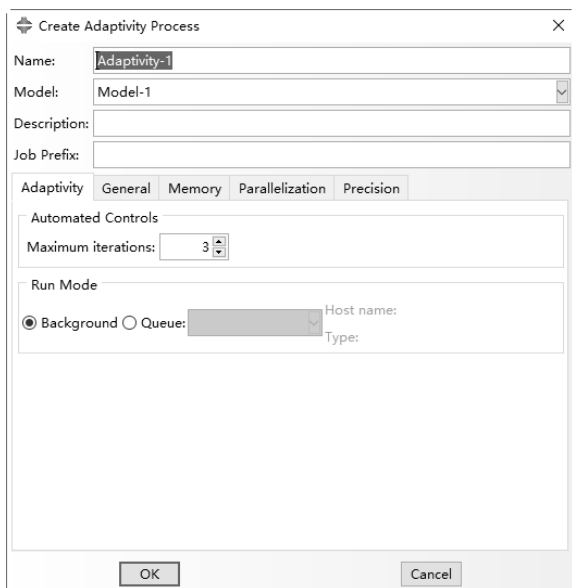 Create Adaptivity Process
Name: Adaptivity-1
Model: Model-1
Description:
Job Prefix:
Adaptivity General Memory Parallelization Precision
Automated Controls
Maximum iterations: 3
Run Mode
Background Queue: Host name:
Type:
OK Cancel